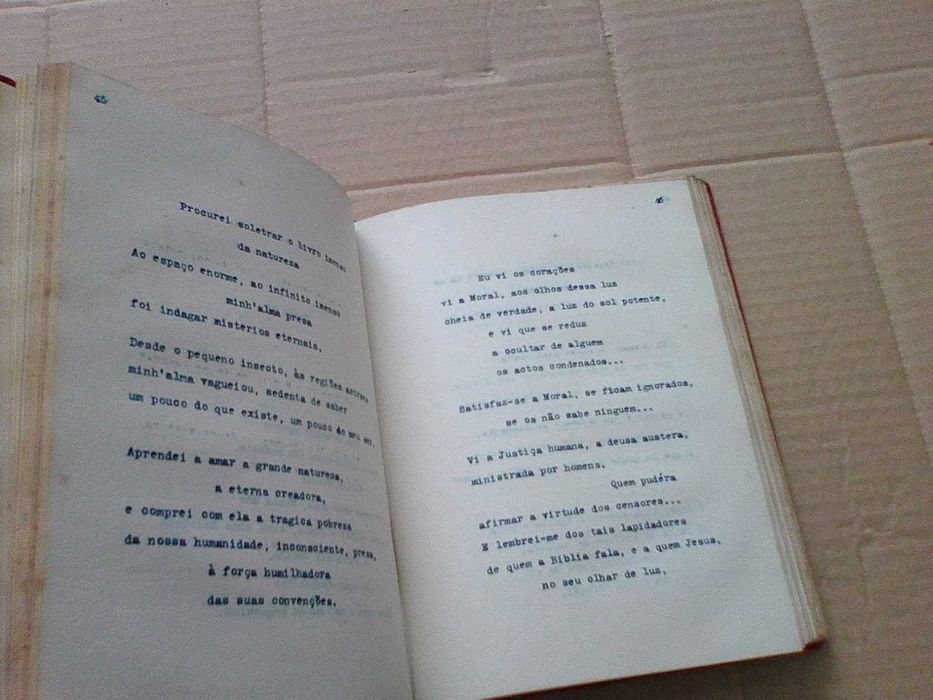 45
Procurei soletrar o livro imenso
da natureza
Ao espaço enorme, ao infinito imenso
minh'alma presa
foi indagar misterios eternais.
Desde o pequeno insecto, às regiões astrais
minh'alma vagueiou, sedenta de saber
um pouco do que existe, um pouco do meu ser.
Aprendei a amar a grande natureza,
a eterna creadora,
e comprei com ela a tragica pobreza
da nossa humanidade, inconsciente, presa,
à força humilhadora
das suas convenções.
46
Eu vi os corações
vi a Moral, aos olhos dessa luz
cheia de verdade, a luz do sol potente,
e vi que se reduz
a ocultar de alguem
os actos condenados...
Satisfaz-se a Moral, se ficam ignorados,
se os não sabe ninguem...
Vi a Justiça humana, a deusa austera,
ministrada por homens.
Quem pudéra
afirmar a virtude dos censores...
E lembrei-me dos tais lapidadores
de quem a Biblia fala, e a quem Jesus,
no seu olhar de luz,